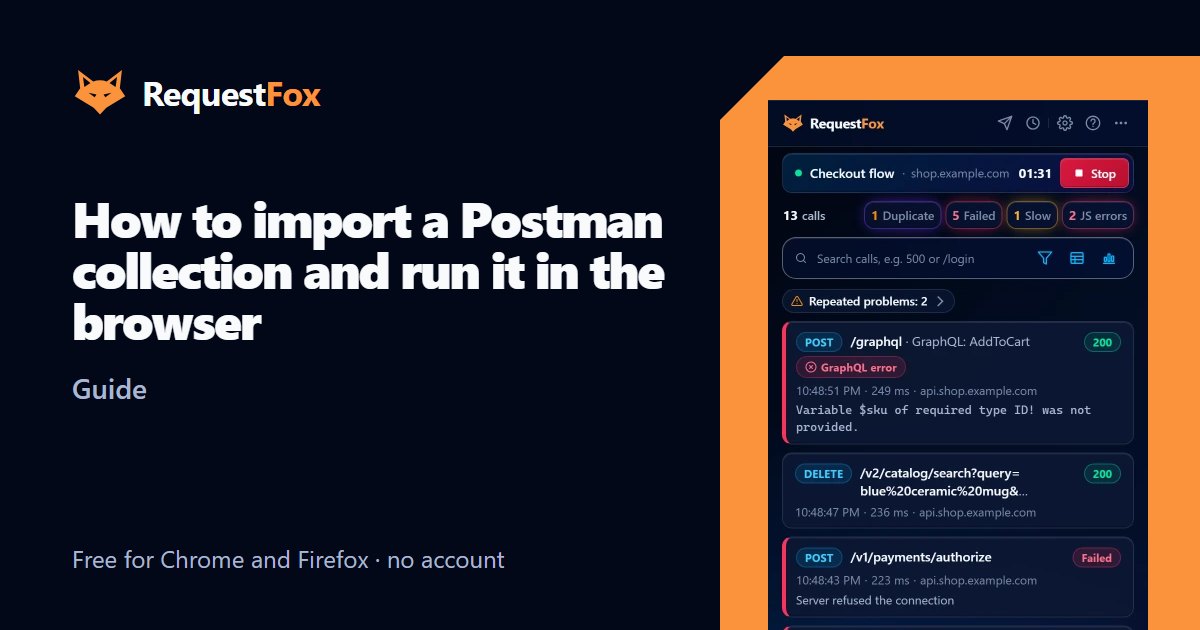 RequestFox
How to import a Postman
collection and run it in the
browser
Guide
Free for Chrome and Firefox · no account
RequestFox
Checkout flow · shop.example.com 01:31 Stop
13 calls 1 Duplicate 5 Failed 1 Slow 2 JS errors
Search calls, e.g. 500 or /login
Repeated problems: 2
POST /graphql · GraphQL: AddToCart 200
GraphQL error
10:48:51 PM · 249 ms · api.shop.example.com
Variable $sku of required type ID! was not
provided.
DELETE /v2/catalog/search?query= 200
blue%20ceramic%20mug&...
10:48:47 PM · 236 ms · api.shop.example.com
POST /v1/payments/authorize Failed
10:48:43 PM · 223 ms · api.shop.example.com
Server refused the connection